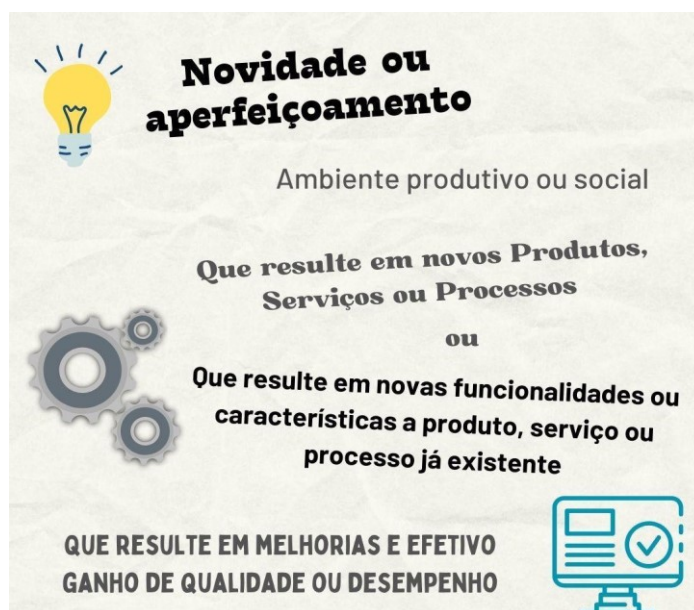 Novidade ou
aperfeiçoamento
Ambiente produtivo ou social
Que resulte em novos Produtos,
Serviços ou Processos
ou
Que resulte em novas funcionalidades ou
características a produto, serviço ou
processo já existente
QUE RESULTE EM MELHORIAS E EFETIVO
GANHO DE QUALIDADE OU DESEMPENHO